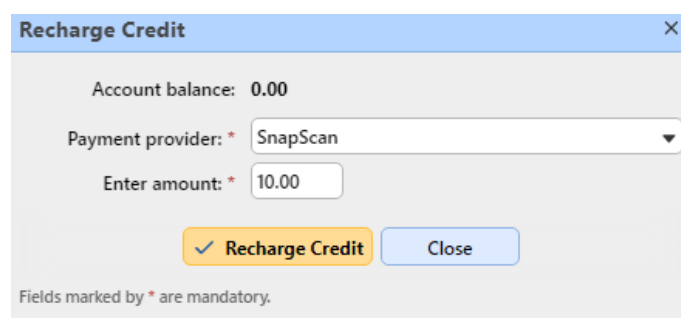 Recharge Credit
Account balance: 0.00
Payment provider: * SnapScan
Enter amount: * 10.00
Recharge Credit Close
Fields marked by * are mandatory.